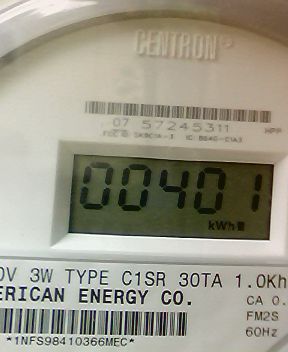 CENTRON®
07 57245311 HPP
00401
kWh
0V 3W TYPE C1SR 30TA 1.0Kh
ERICAN ENERGY CO. CA 0.
FM2S
60Hz
*1NFS98410366MEC*